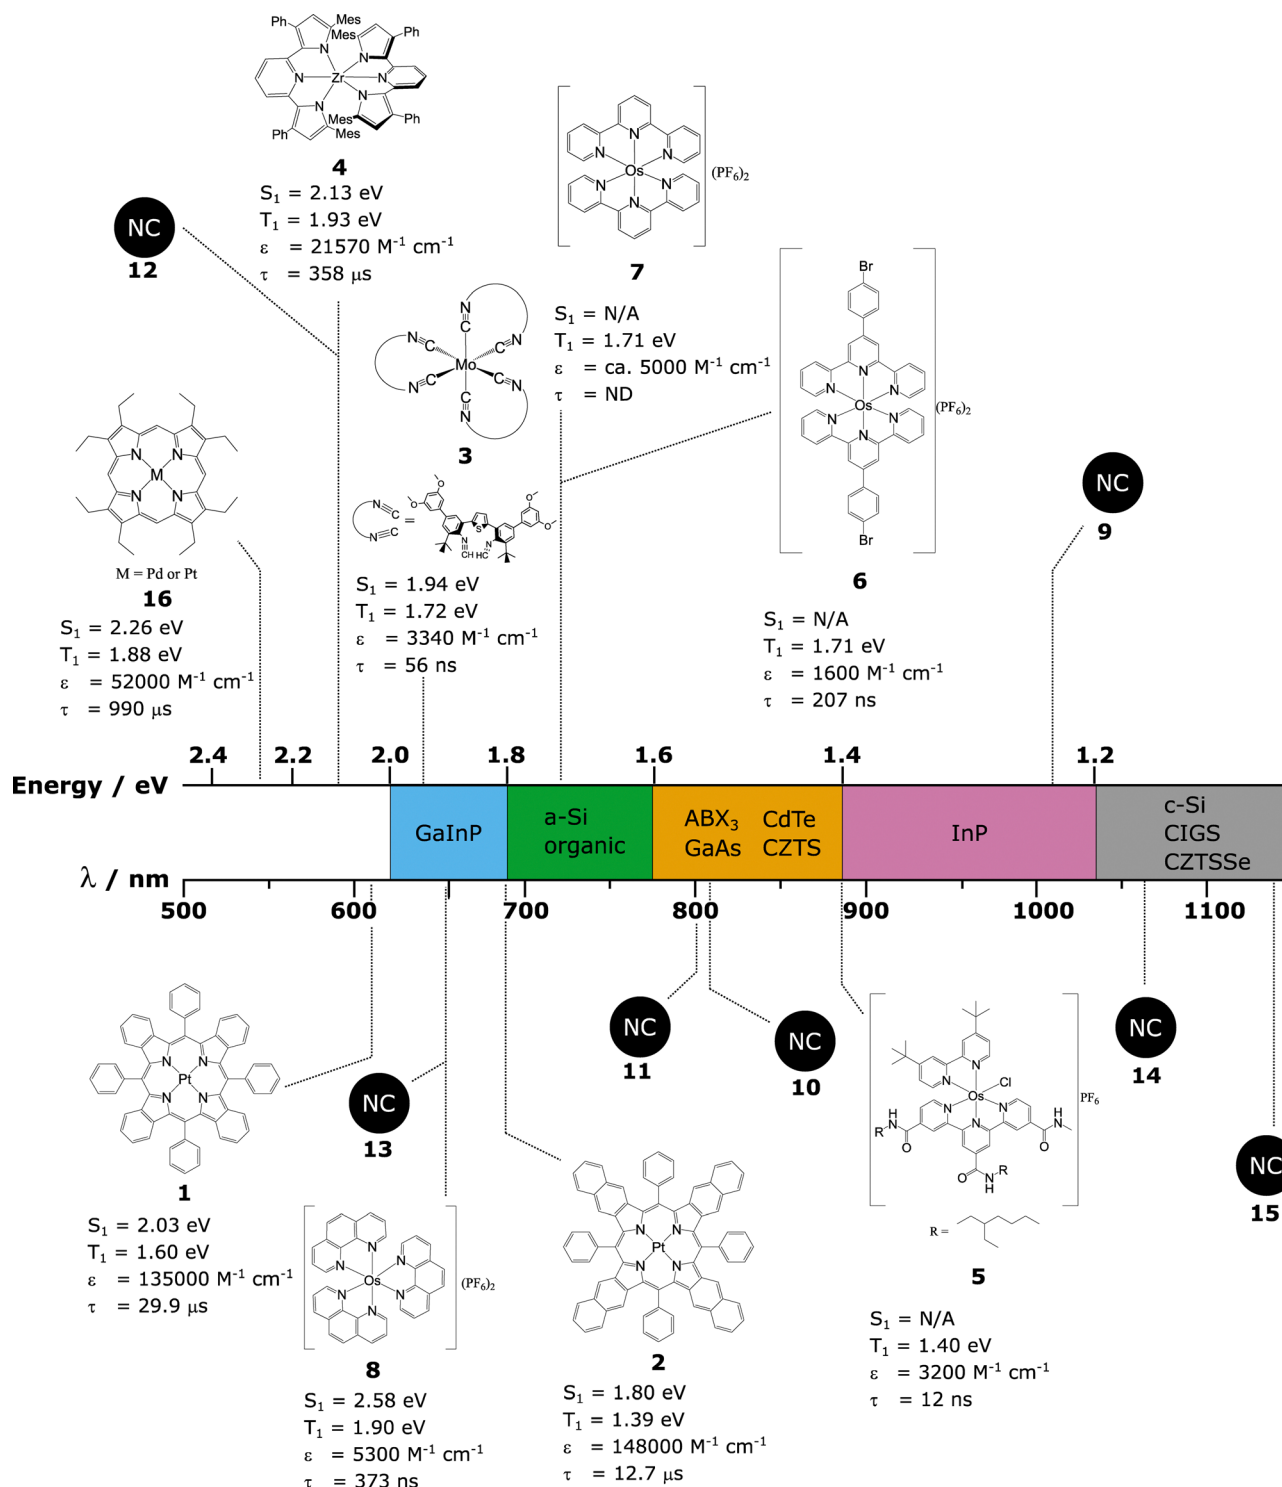 Ph Mes Mes Ph
N N N Zr N N N
Ph Mes Mes Ph
4
S₁ = 2.13 eV
T₁ = 1.93 eV
ε = 21570 M⁻¹ cm⁻¹
τ = 358 μs
NC
12
N N N
Os
N N N
(PF₆)₂
7
S₁ = N/A
T₁ = 1.71 eV
ε = ca. 5000 M⁻¹ cm⁻¹
τ = ND
N≡C C≡N
N≡C Mo C≡N
N≡C C≡N
3
N≡C
N≡C
=
O O S O O
N≡CH HC≡N
S₁ = 1.94 eV
T₁ = 1.72 eV
ε = 3340 M⁻¹ cm⁻¹
τ = 56 ns
Br
N N N
Os
N N N
Br
(PF₆)₂
6
S₁ = N/A
T₁ = 1.71 eV
ε = 1600 M⁻¹ cm⁻¹
τ = 207 ns
NC
9
N N
M
N N
M = Pd or Pt
16
S₁ = 2.26 eV
T₁ = 1.88 eV
ε = 52000 M⁻¹ cm⁻¹
τ = 990 μs
2.4 2.2 2.0 1.8 1.6 1.4 1.2
Energy / eV
GaInP
a-Si
organic
ABX₃ CdTe
GaAs CZTS
InP
c-Si
CIGS
CZTSSe
λ / nm
500 600 700 800 900 1000 1100
N N
Pt
N N
1
S₁ = 2.03 eV
T₁ = 1.60 eV
ε = 135000 M⁻¹ cm⁻¹
τ = 29.9 μs
NC
13
N N
N Os N
N N
(PF₆)₂
8
S₁ = 2.58 eV
T₁ = 1.90 eV
ε = 5300 M⁻¹ cm⁻¹
τ = 373 ns
N N
Pt
N N
2
S₁ = 1.80 eV
T₁ = 1.39 eV
ε = 148000 M⁻¹ cm⁻¹
τ = 12.7 μs
NC
11
NC
10
N N
Os Cl
N N N
H N R O
O N H R
O N H
PF₆
R =
5
S₁ = N/A
T₁ = 1.40 eV
ε = 3200 M⁻¹ cm⁻¹
τ = 12 ns
NC
14
NC
15